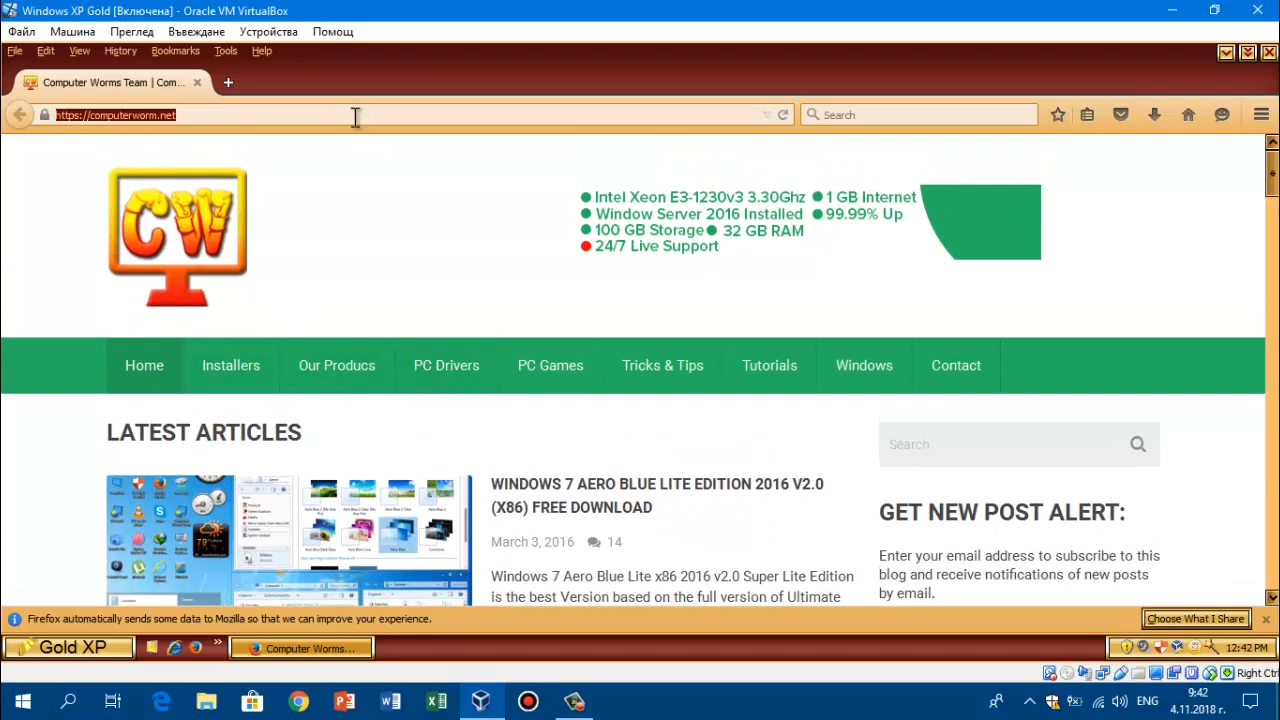 Windows XP Gold [Включена] - Oracle VM VirtualBox
Файл Машина Преглед Въвеждане Устройства Помощ
File Edit View History Bookmarks Tools Help
Computer Worms Team | Com...
https://computerworm.net
Search
CW
Intel Xeon E3-1230v3 3.30Ghz 1 GB Internet
Window Server 2016 Installed 99.99% Up
100 GB Storage 32 GB RAM
24/7 Live Support
Home Installers Our Producs PC Drivers PC Games Tricks & Tips Tutorials Windows Contact
LATEST ARTICLES
Search
WINDOWS 7 AERO BLUE LITE EDITION 2016 V2.0
(X86) FREE DOWNLOAD
March 3, 2016 14
Windows 7 Aero Blue Lite x86 2016 v2.0 Super Lite Edition
is the best Version based on the full version of Ultimate
GET NEW POST ALERT:
Enter your email address to subscribe to this
blog and receive notifications of new posts
by email.
Firefox automatically sends some data to Mozilla so that we can improve your experience.
Choose What I Share
Gold XP
Computer Worms...
12:42 PM
Right Ctrl
ENG
9:42
4.11.2018 г.